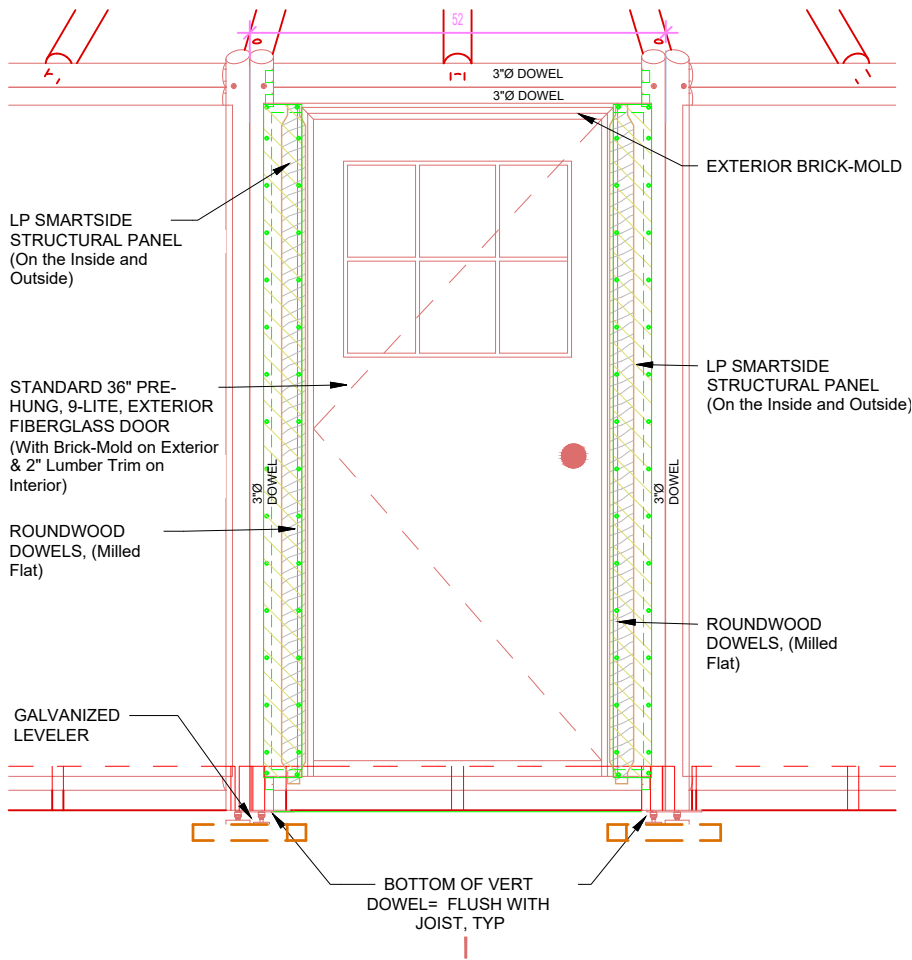 52
3"Ø DOWEL
3"Ø DOWEL
EXTERIOR BRICK-MOLD
LP SMARTSIDE
STRUCTURAL PANEL
(On the Inside and
Outside)
LP SMARTSIDE
STRUCTURAL PANEL
(On the Inside and Outside)
STANDARD 36" PRE-
HUNG, 9-LITE, EXTERIOR
FIBERGLASS DOOR
(With Brick-Mold on Exterior
& 2" Lumber Trim on
Interior)
3"Ø
DOWEL
3"Ø
DOWEL
ROUNDWOOD
DOWELS, (Milled
Flat)
ROUNDWOOD
DOWELS, (Milled
Flat)
GALVANIZED
LEVELER
BOTTOM OF VERT
DOWEL= FLUSH WITH
JOIST, TYP